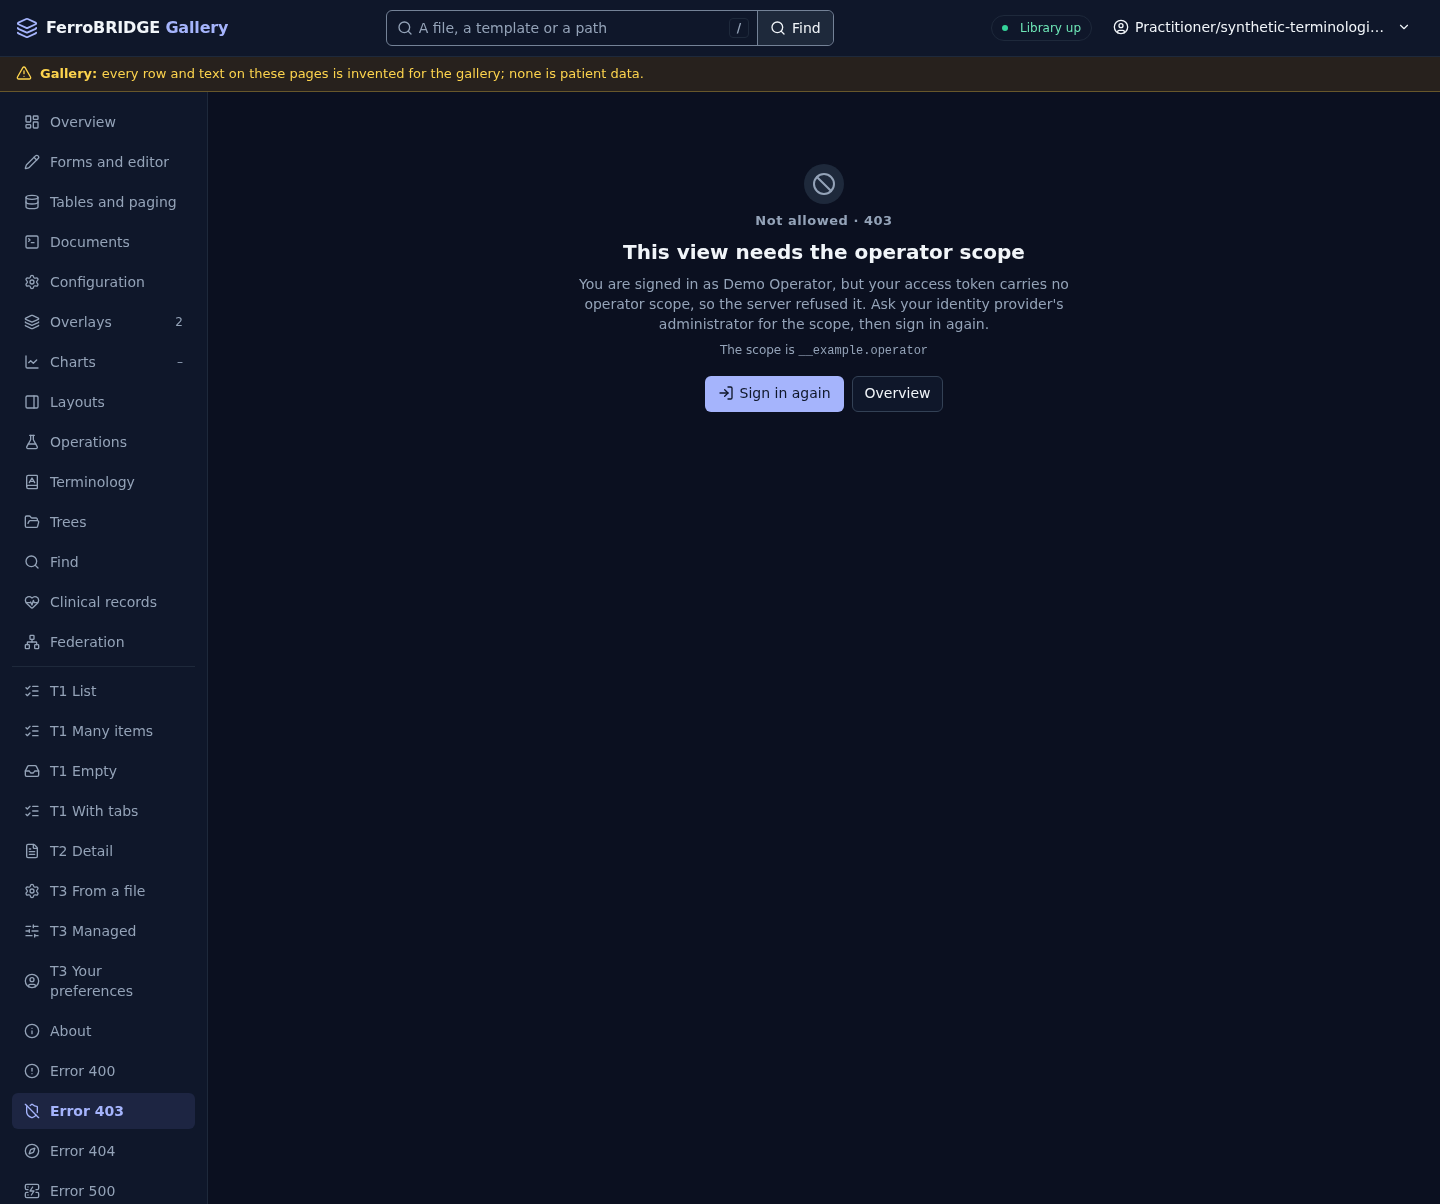 FerroBRIDGE Gallery
A file, a template or a path
/
Find
Library up
Practitioner/synthetic-terminologi…
Gallery: every row and text on these pages is invented for the gallery; none is patient data.
Overview
Forms and editor
Tables and paging
Documents
Configuration
Overlays 2
Charts –
Layouts
Operations
Terminology
Trees
Find
Clinical records
Federation
T1 List
T1 Many items
T1 Empty
T1 With tabs
T2 Detail
T3 From a file
T3 Managed
T3 Your
preferences
About
Error 400
Error 403
Error 404
Error 500
Not allowed · 403
This view needs the operator scope
You are signed in as Demo Operator, but your access token carries no
operator scope, so the server refused it. Ask your identity provider's
administrator for the scope, then sign in again.
The scope is __example.operator
Sign in again
Overview